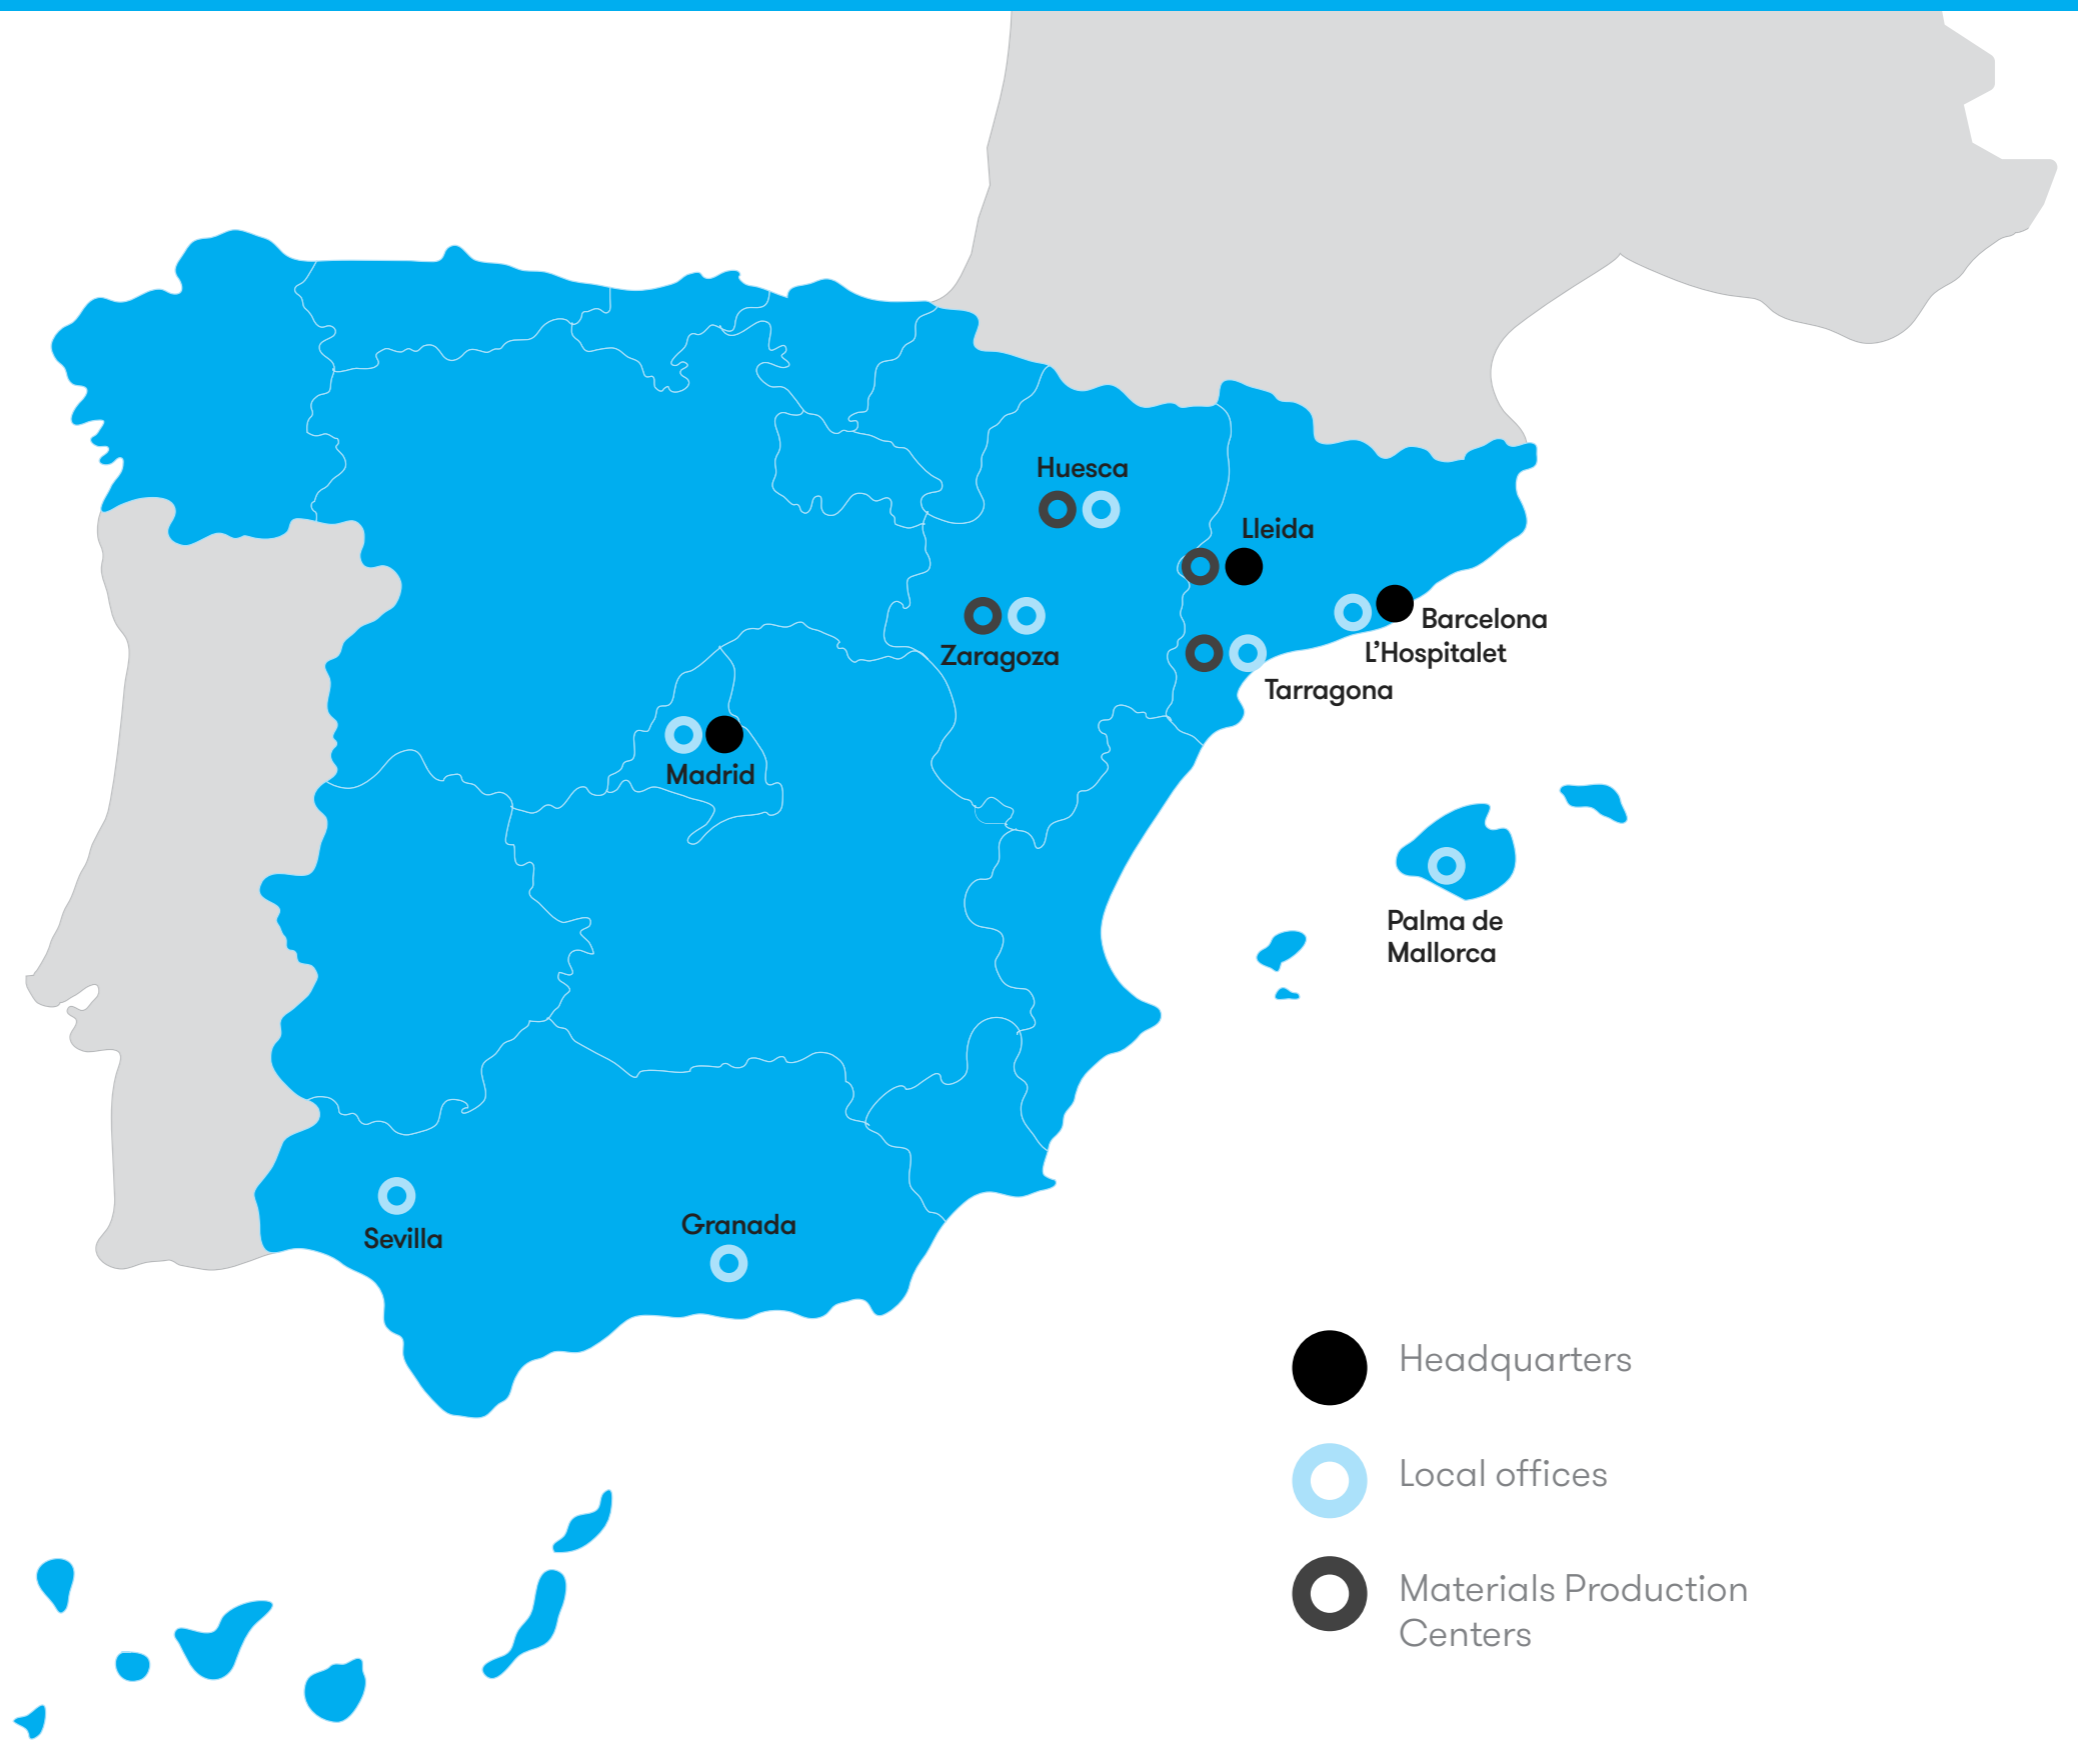 Huesca
Lleida
Barcelona
L’Hospitalet
Zaragoza
Tarragona
Madrid
Palma de
Mallorca
Sevilla
Granada
Headquarters
Local offices
Materials Production
Centers